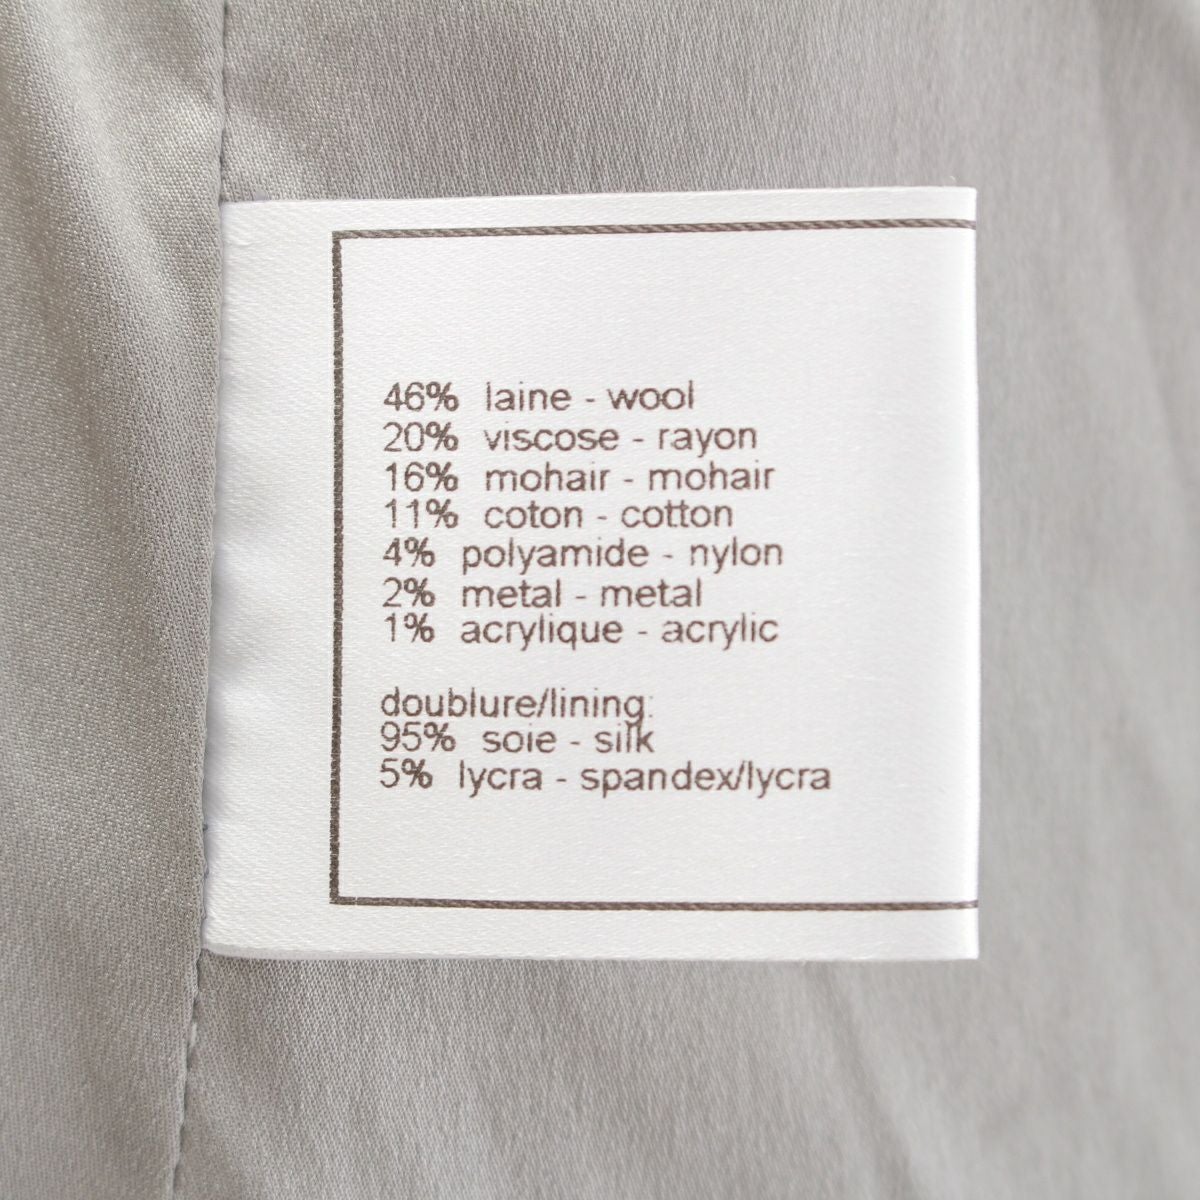 46% laine - wool
20% viscose - rayon
16% mohair - mohair
11% coton - cotton
4% polyamide - nylon
2% metal - metal
1% acrylique - acrylic
doublure/lining:
95% soie - silk
5% lycra - spandex/lycra